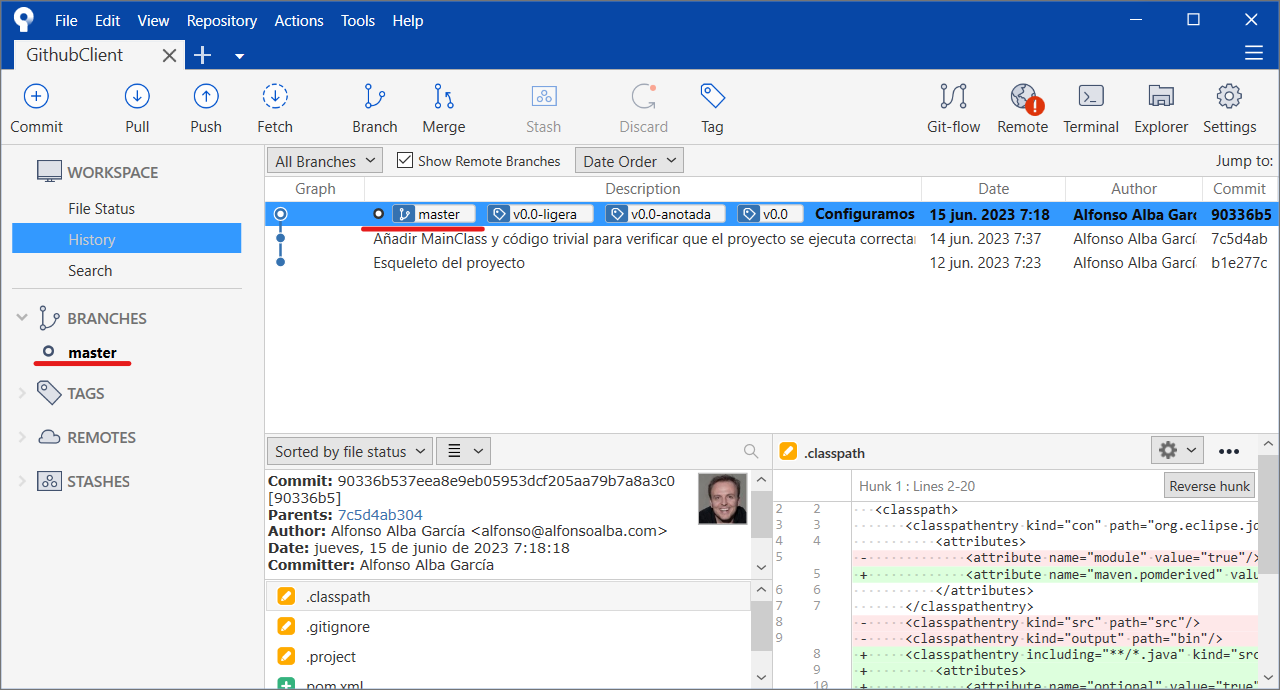 File Edit View Repository Actions Tools Help
GithubClient
Commit Pull Push Fetch Branch Merge Stash Discard Tag Git-flow Remote Terminal Explorer Settings
WORKSPACE
File Status
History
Search
BRANCHES
master
TAGS
REMOTES
STASHES
All Branches Show Remote Branches Date Order Jump to:
Graph Description Date Author Commit
master v0.0-ligera v0.0-anotada v0.0 Configuramos 15 jun. 2023 7:18 Alfonso Alba Garc 90336b5
Añadir MainClass y código trivial para verificar que el proyecto se ejecuta correctar 14 jun. 2023 7:37 Alfonso Alba Garcí 7c5d4ab
Esqueleto del proyecto 12 jun. 2023 7:23 Alfonso Alba Garcí b1e277c
Sorted by file status
Commit: 90336b537eea8e9eb05953dcf205aa79b7a8a3c0
[90336b5]
Parents: 7c5d4ab304
Author: Alfonso Alba García <alfonso@alfonsoalba.com>
Date: jueves, 15 de junio de 2023 7:18:18
Committer: Alfonso Alba García
.classpath
.gitignore
.project
pom.xml
.classpath
Hunk 1 : Lines 2-20 Reverse hunk
2 2 <classpath>
3 3 <classpathentry kind="con" path="org.eclipse.jd
4 4 <attributes>
5 - <attribute name="module" value="true"/>
5 + <attribute name="maven.pomderived" valu
6 6 </attributes>
7 7 </classpathentry>
8 - <classpathentry kind="src" path="src"/>
9 - <classpathentry kind="output" path="bin"/>
8 + <classpathentry including="**/*.java" kind="src
9 + <attributes>
10 + <attribute name="optional" value="true"